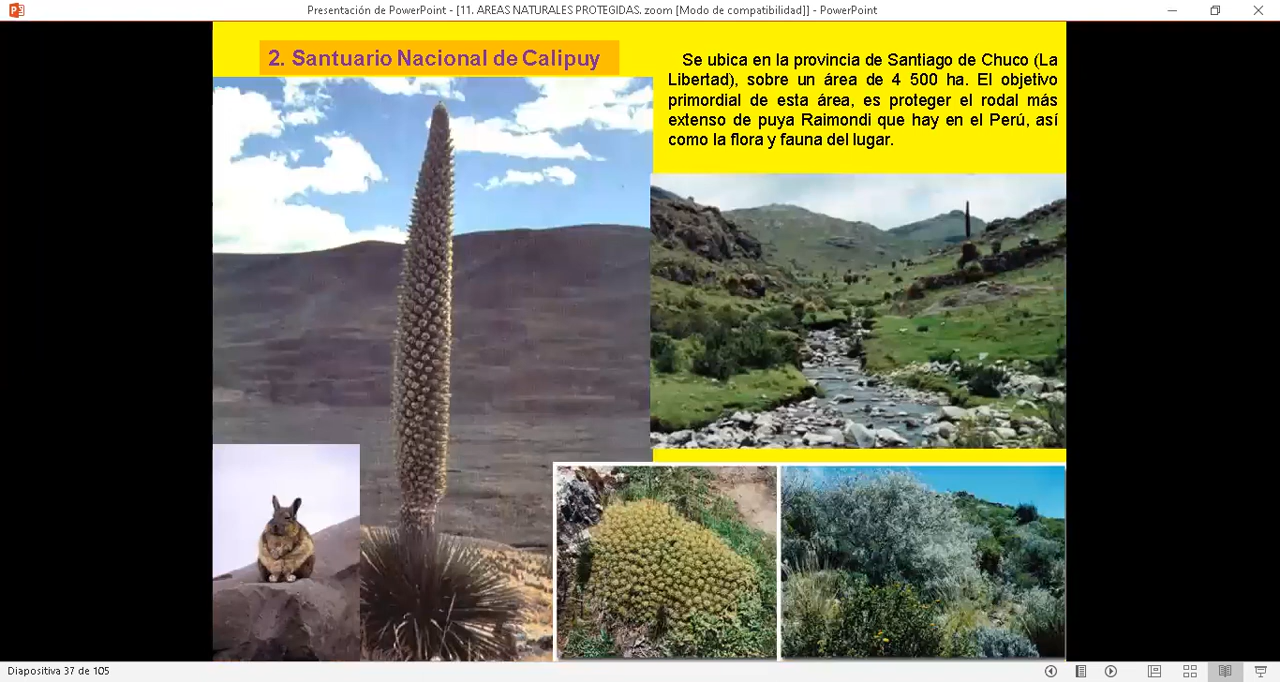 Presentación de PowerPoint - [11. AREAS NATURALES PROTEGIDAS. zoom [Modo de compatibilidad]] - PowerPoint
2. Santuario Nacional de Calipuy
Se ubica en la provincia de Santiago de Chuco (La
Libertad), sobre un área de 4 500 ha. El objetivo
primordial de esta área, es proteger el rodal más
extenso de puya Raimondi que hay en el Perú, así
como la flora y fauna del lugar.
Diapositiva 37 de 105